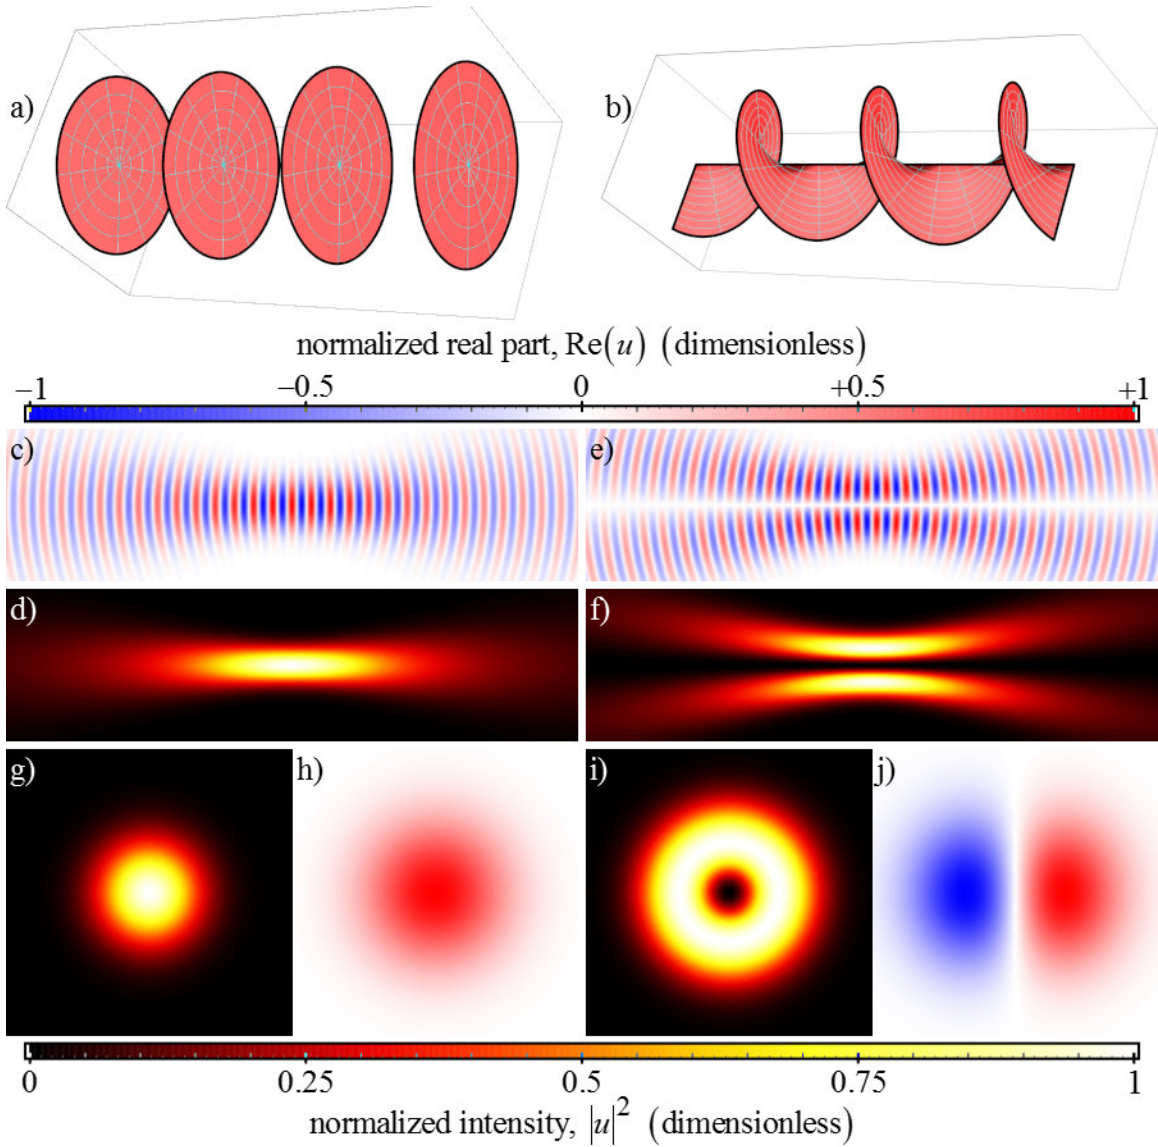 a)
b)
normalized real part, Re(u) (dimensionless)
−1 −0.5 0 +0.5 +1
c)
e)
d)
f)
g)
h)
i)
j)
0 0.25 0.5 0.75 1
normalized intensity, |u|² (dimensionless)